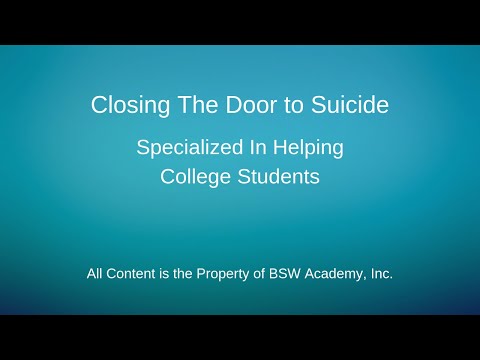 Closing The Door to Suicide
Specialized In Helping
College Students
All Content is the Property of BSW Academy, Inc.